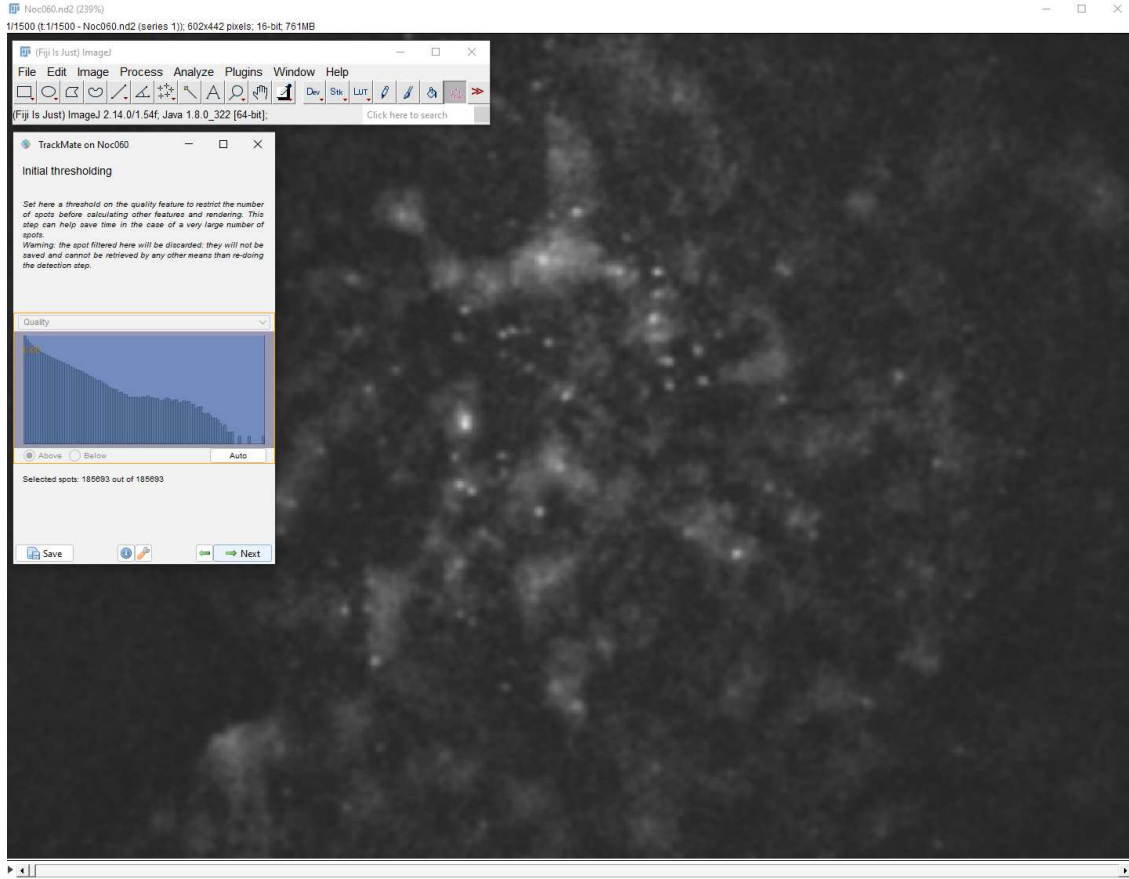 Noc060.nd2 (239%)
1/1500 (t:1/1500 - Noc060.nd2 (series 1)); 602x442 pixels; 16-bit; 761MB
(Fiji Is Just) ImageJ
File Edit Image Process Analyze Plugins Window Help
A Dev Stk LUT
(Fiji Is Just) ImageJ 2.14.0/1.54f; Java 1.8.0_322 [64-bit];
Click here to search
TrackMate on Noc060
Initial thresholding
Set here a threshold on the quality feature to restrict the number
of spots before calculating other features and rendering. This
step can help save time in the case of a very large number of
spots.
Warning: the spot filtered here will be discarded: they will not be
saved and cannot be retrieved by any other means than re-doing
the detection step.
Quality
Above Below Auto
Selected spots: 185693 out of 185693
Save Next